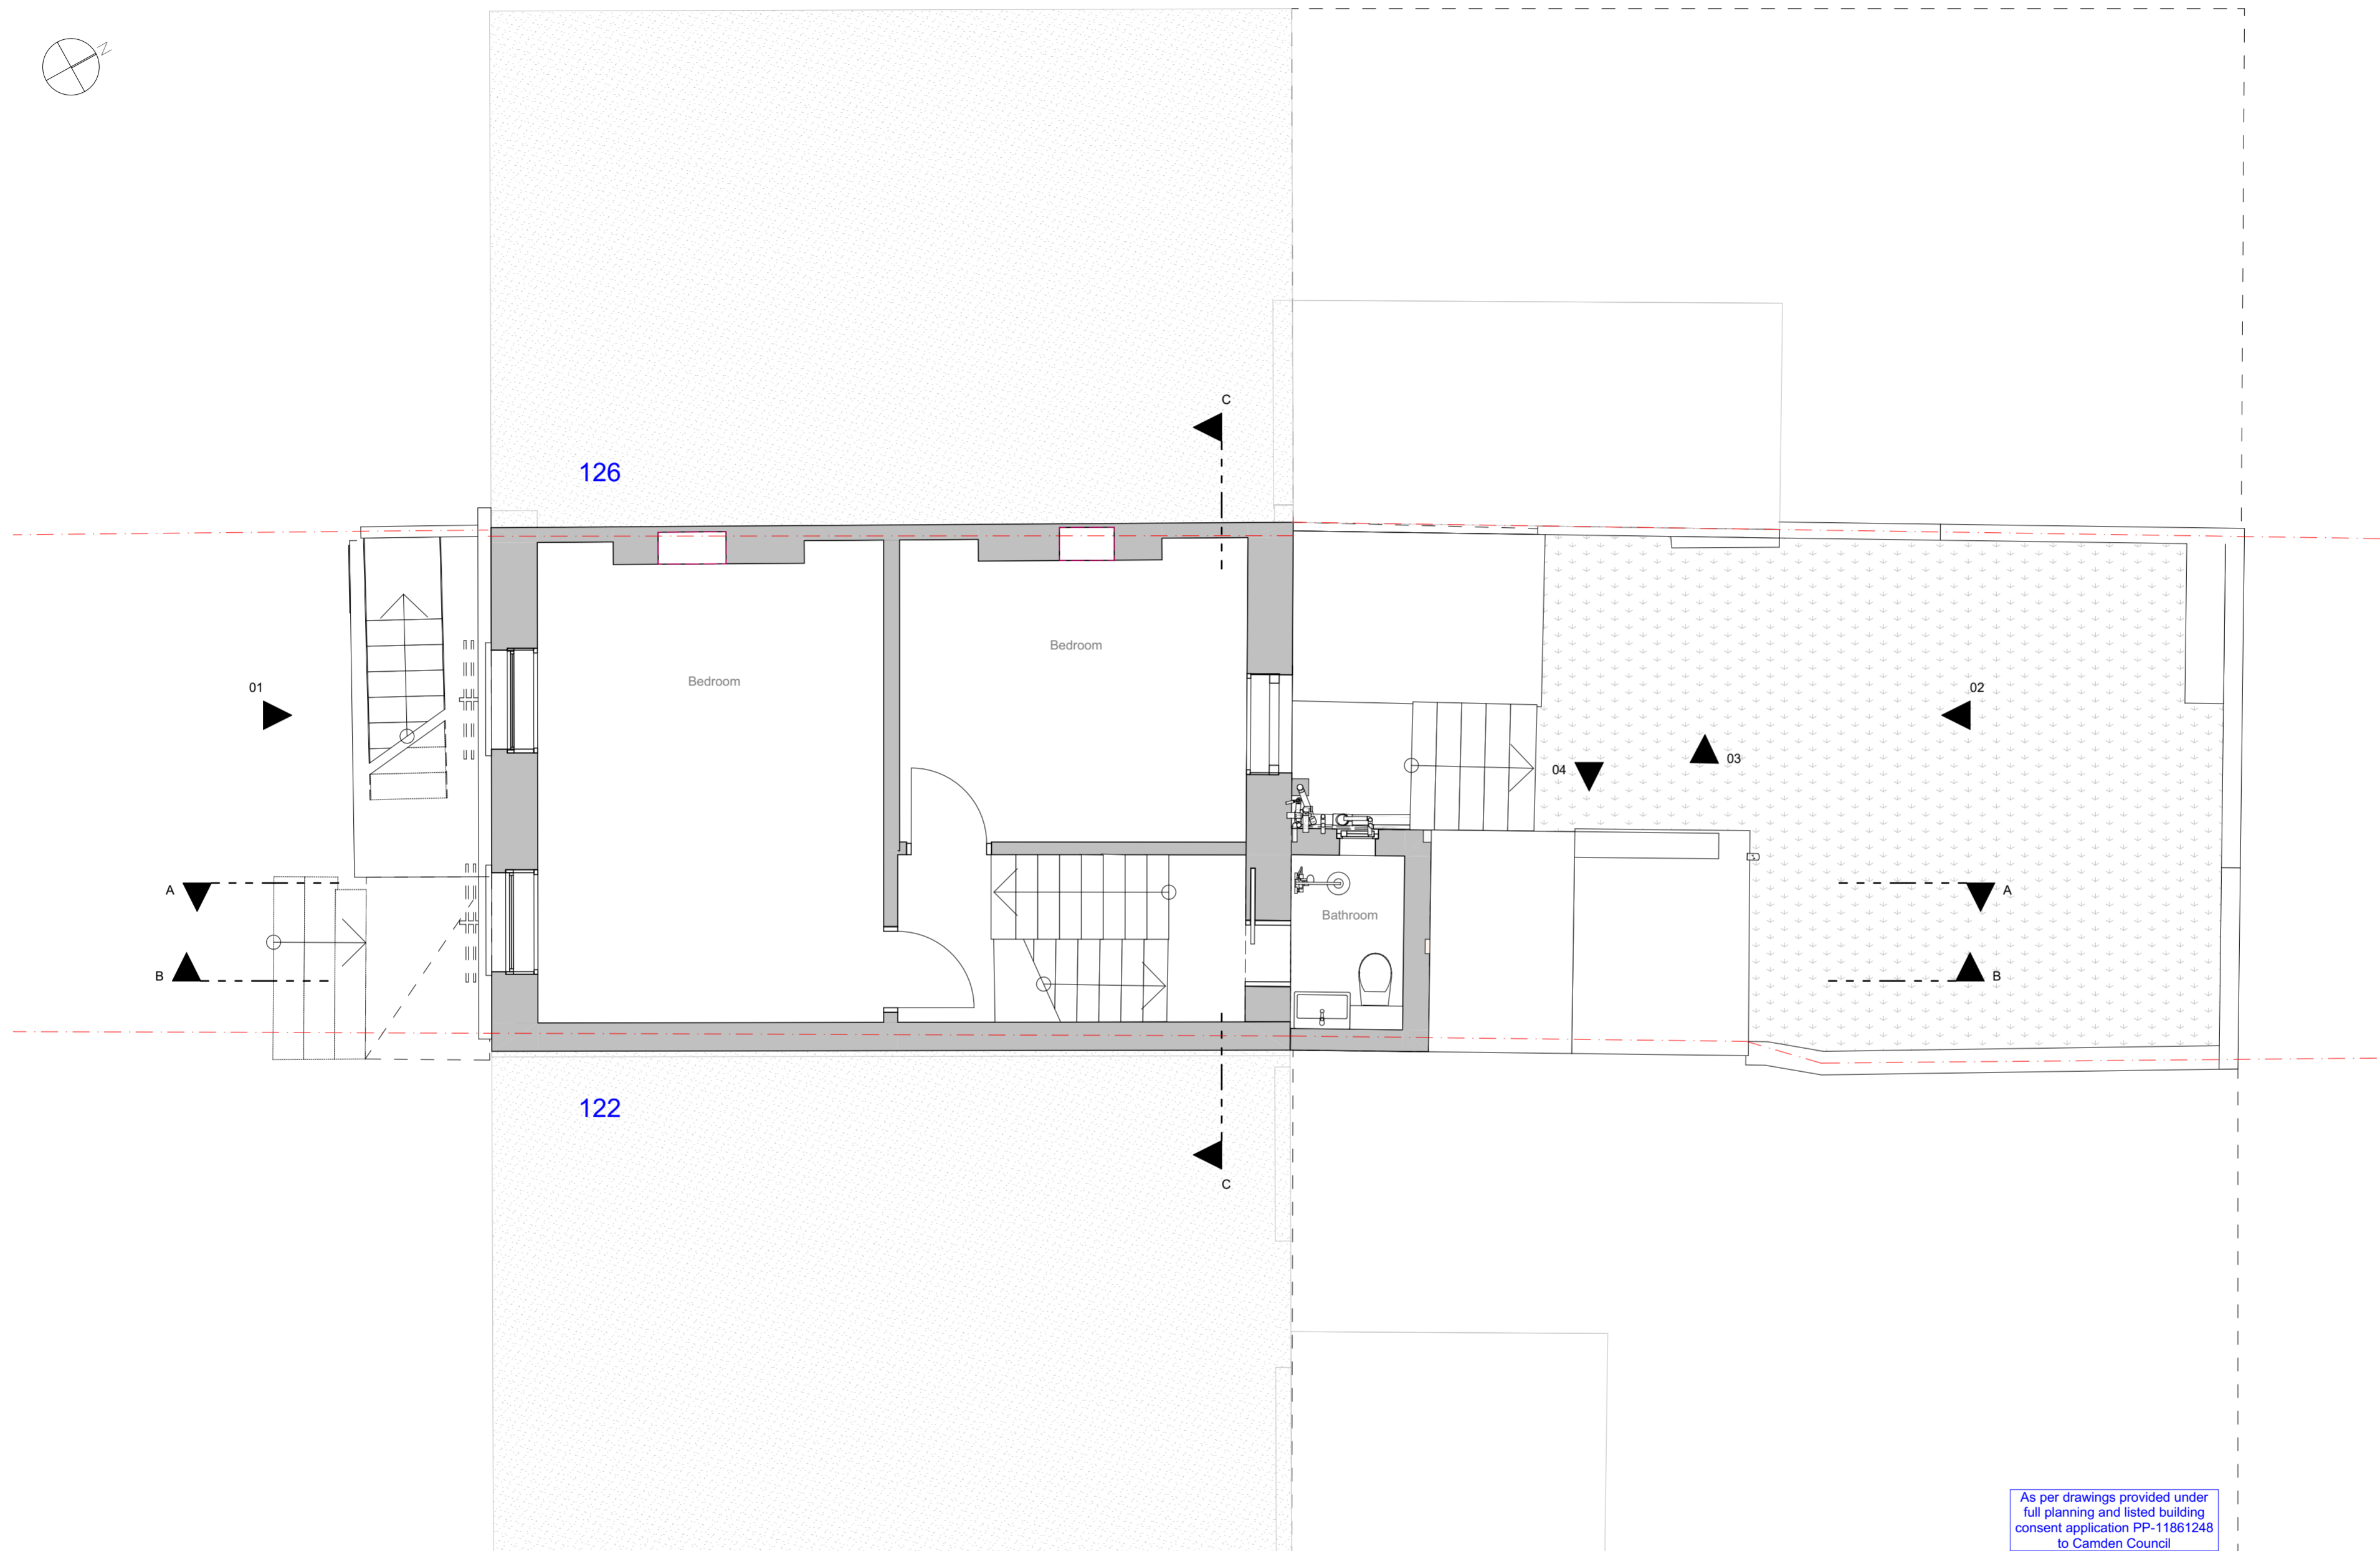 N
C
126
Bedroom
Bedroom
01
02
03
04
A
A
Bathroom
B
B
122
C
As per drawings provided under
full planning and listed building
consent application PP-11861248
to Camden Council